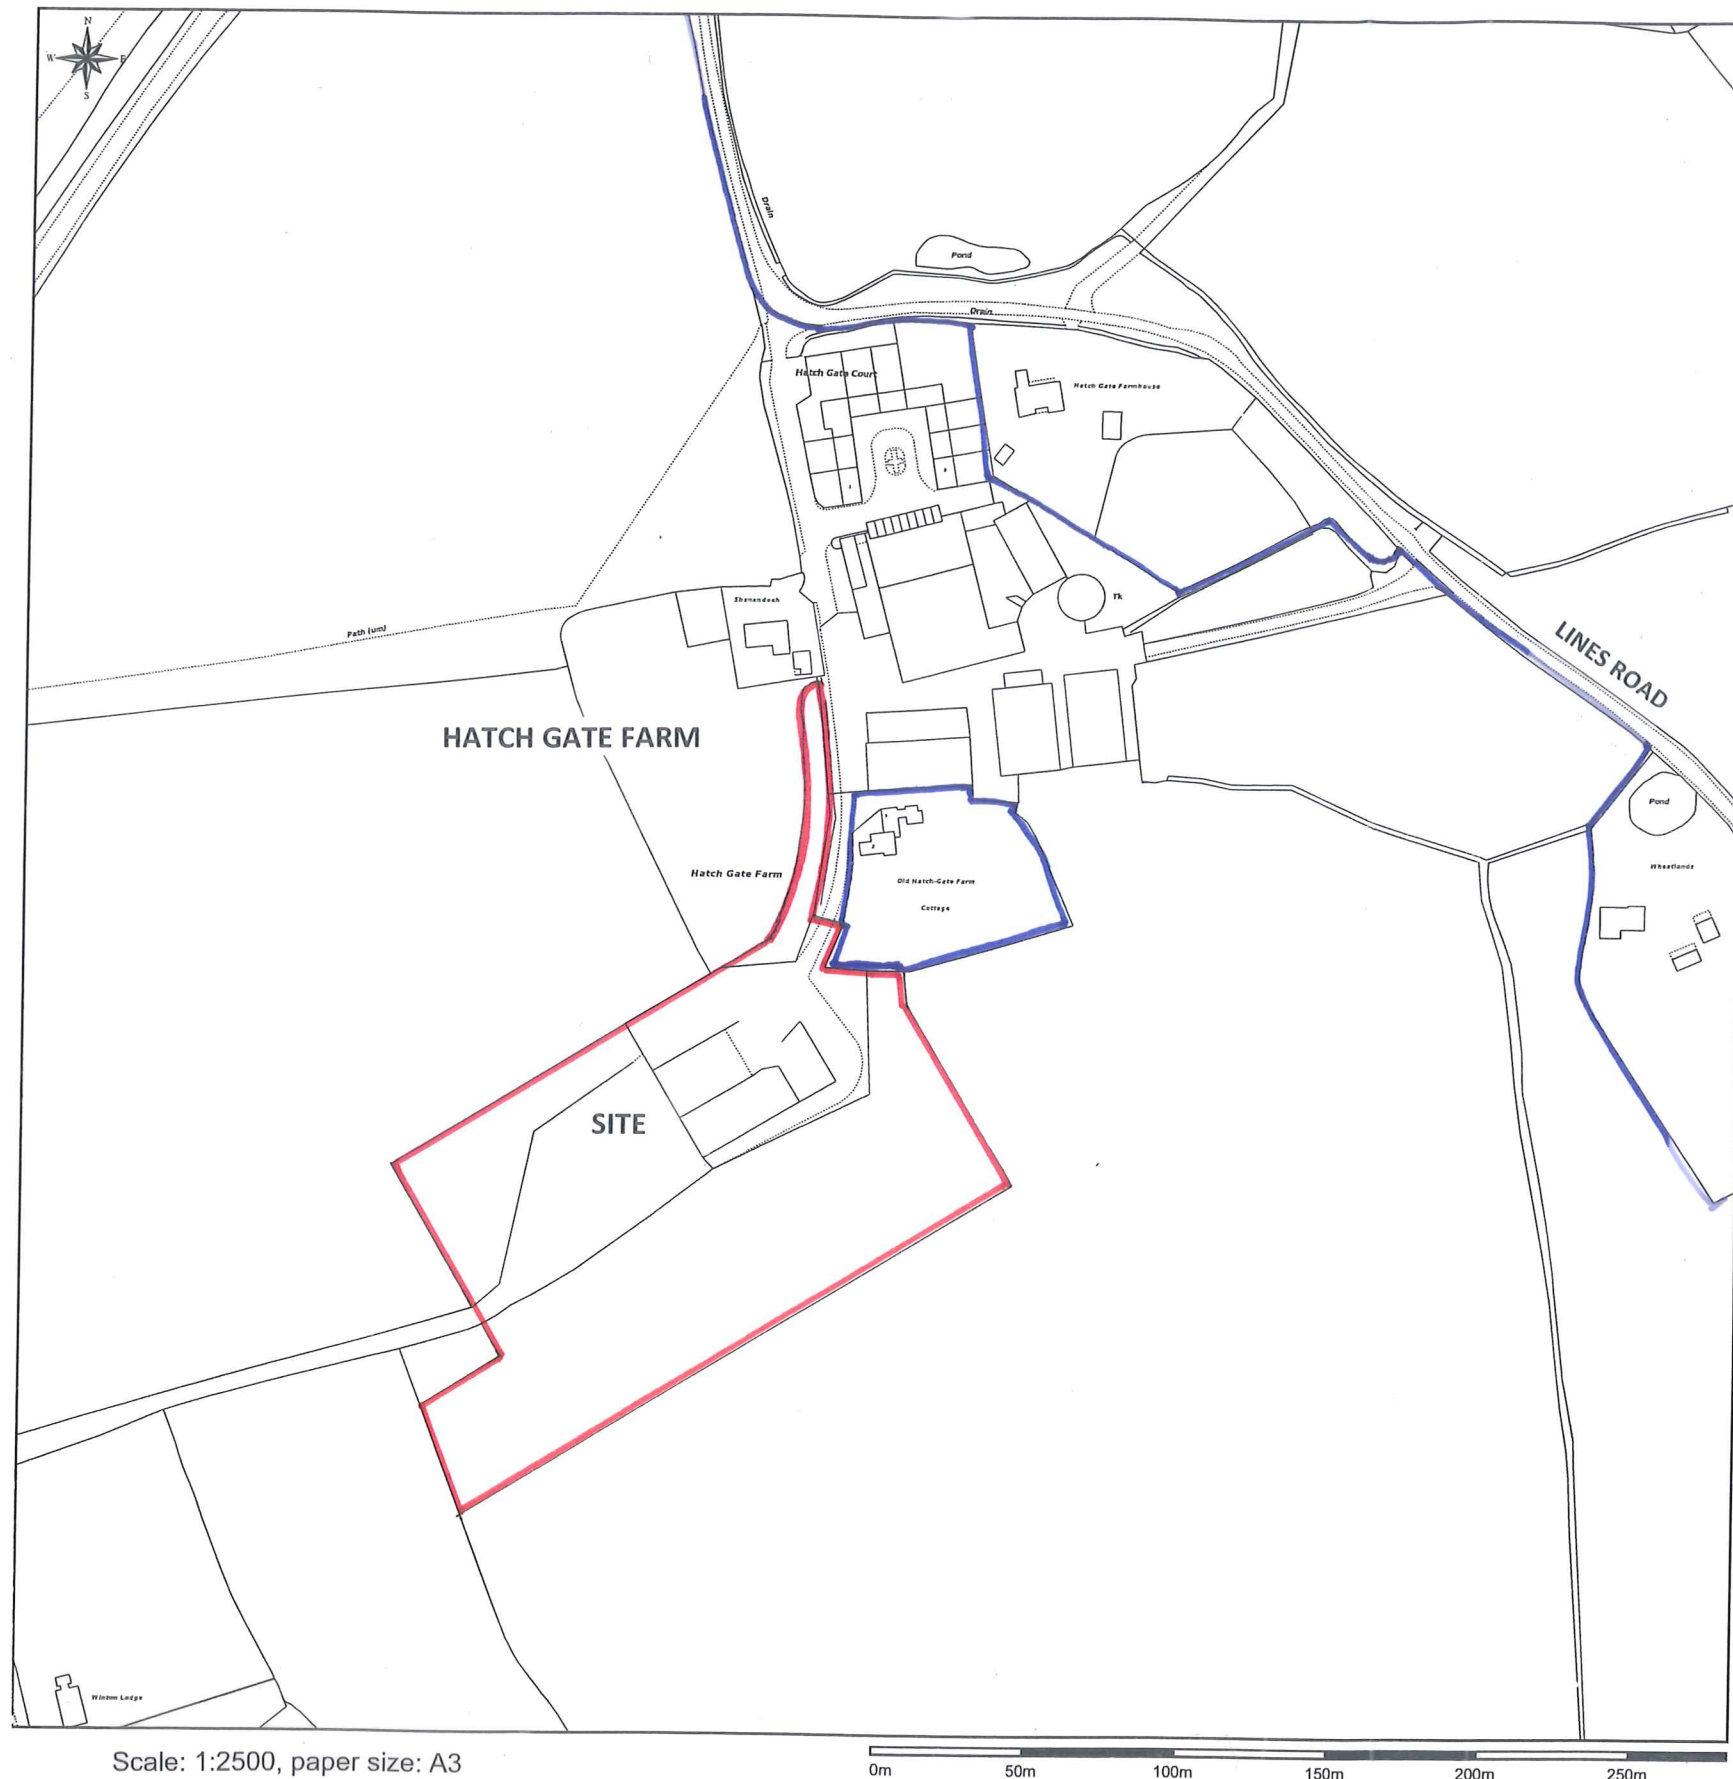 N
W E
S
Drain
Pond
Drain
Hatch Gate Court
Hatch Gate Farmhouse
Shenandoah
Tk
Path (um)
LINES ROAD
HATCH GATE FARM
Pond
Hatch Gate Farm
Wheatlands
Old Hatch-Gate Farm
Cottage
SITE
Winton Lodge
Scale: 1:2500, paper size: A3
0m 50m 100m 150m 200m 250m